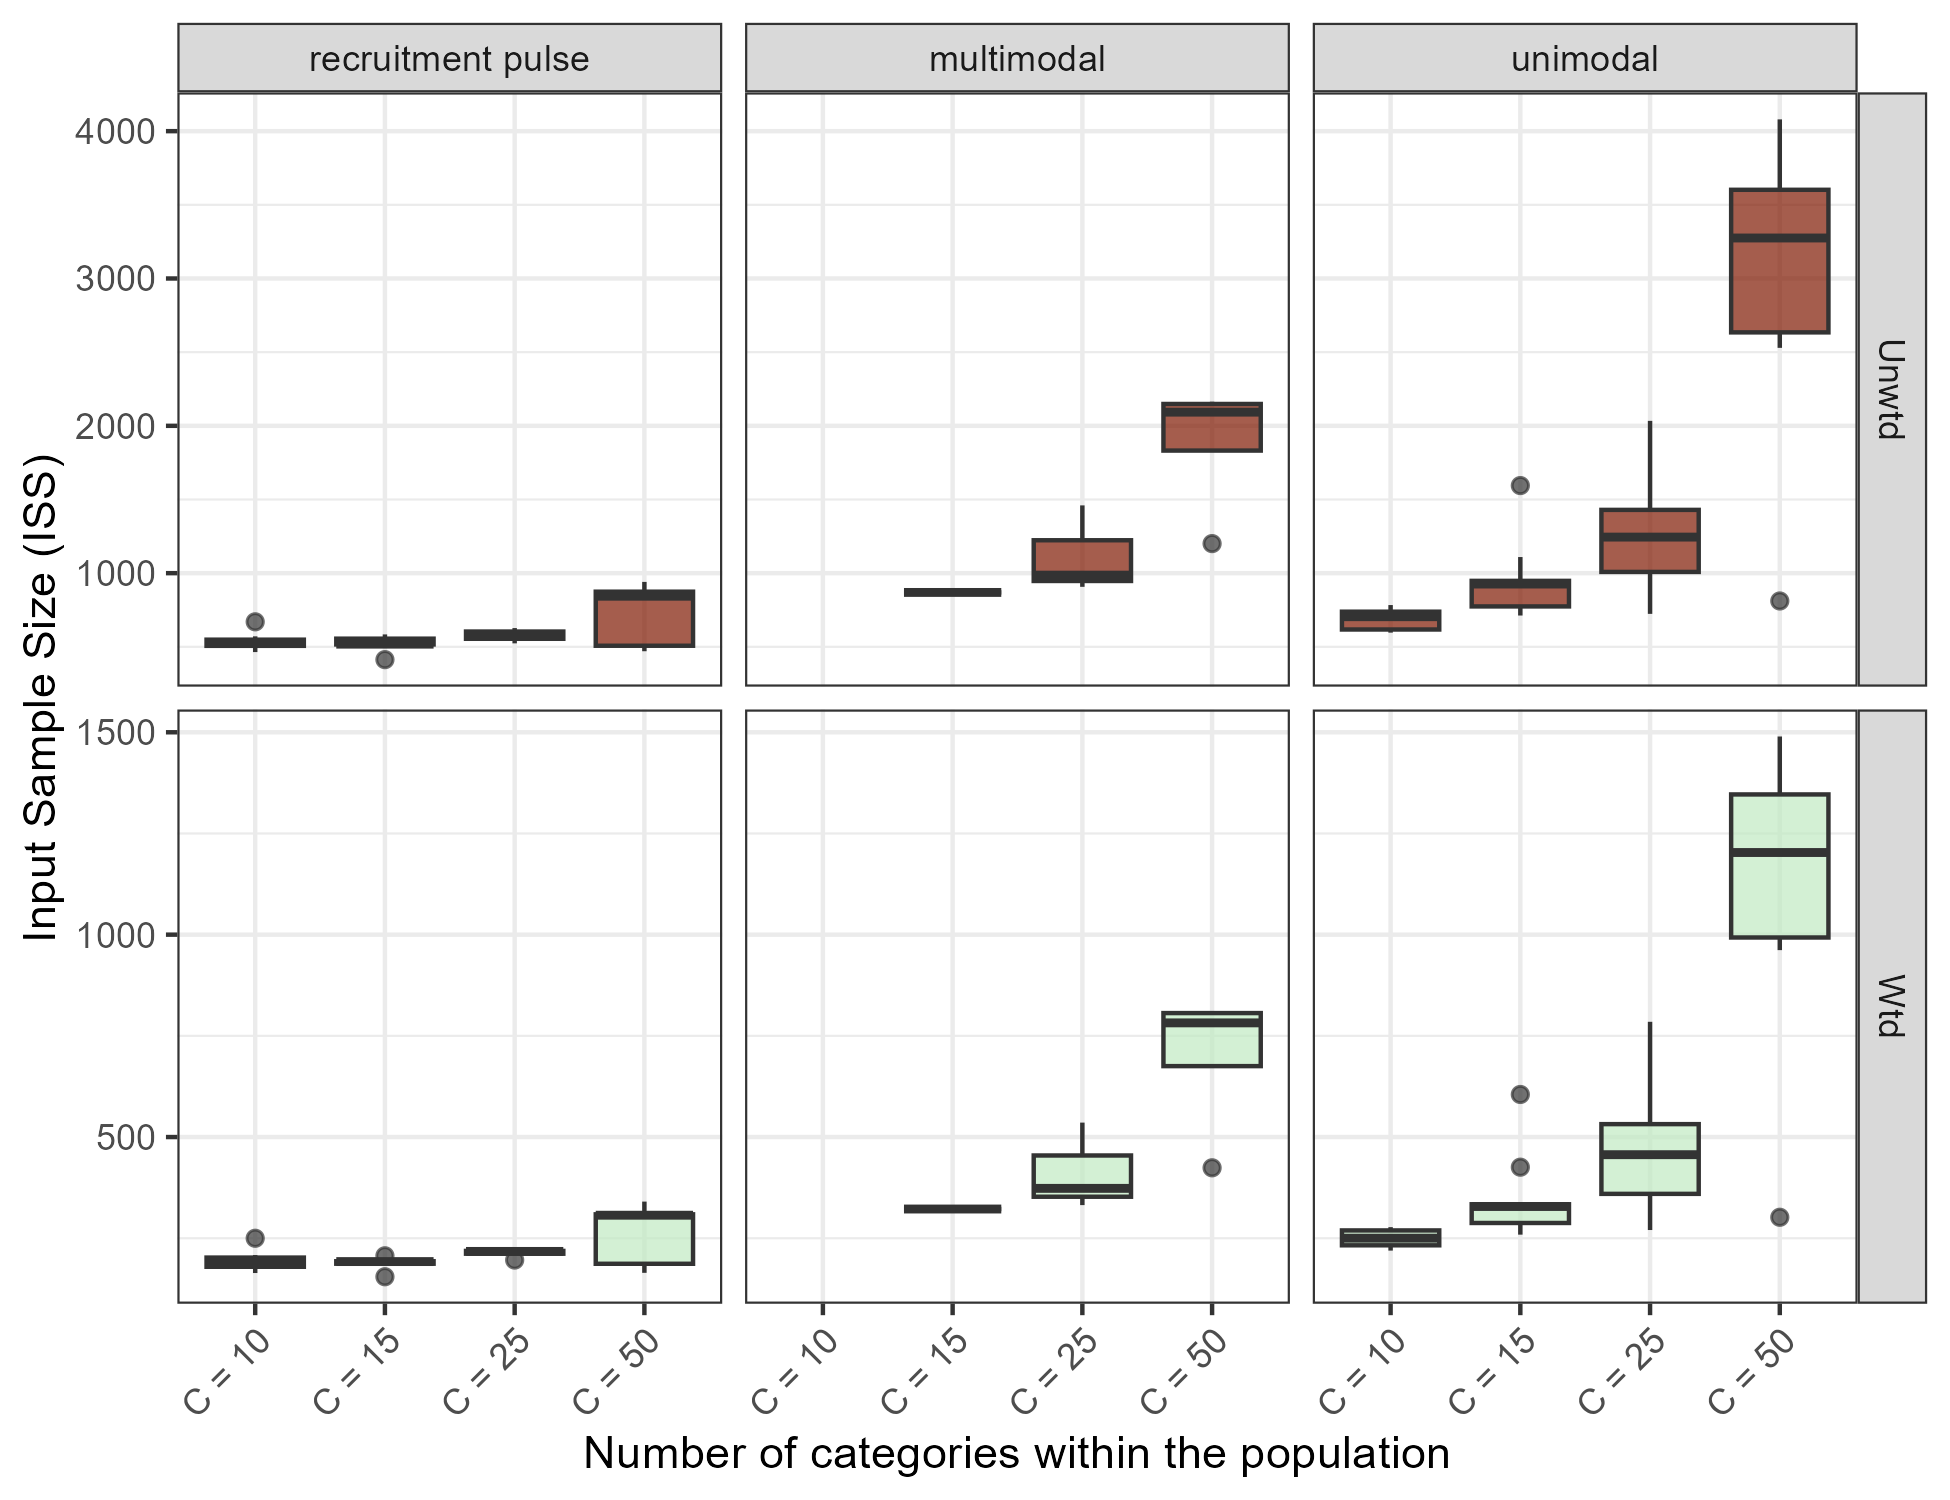 recruitment pulse
multimodal
unimodal
4000
3000
2000
1000
Unwtd
1500
1000
500
Wtd
Input Sample Size (ISS)
C = 10
C = 15
C = 25
C = 50
C = 10
C = 15
C = 25
C = 50
C = 10
C = 15
C = 25
C = 50
Number of categories within the population